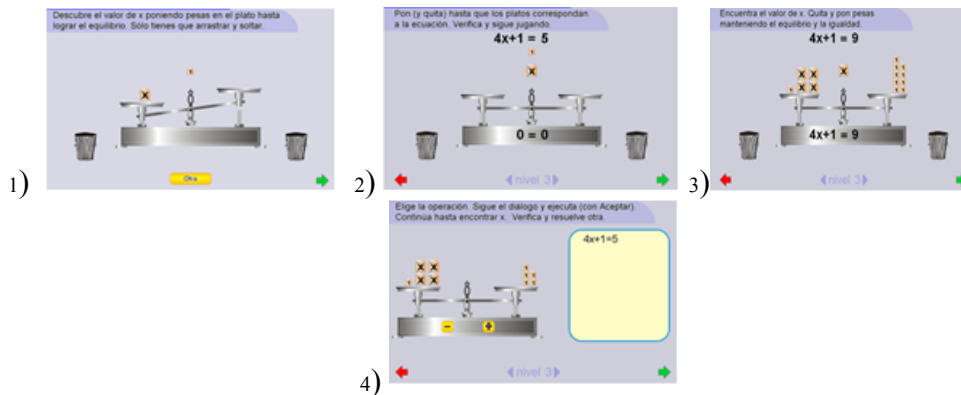 Descubre el valor de x poniendo pesas en el plato hasta
lograr el equilibrio. Sólo tienes que arrastrar y soltar.
X
1
Otra
1)
Pon (y quita) hasta que los platos correspondan
a la ecuación. Verifica y sigue jugando.
4x+1 = 5
1
X
0 = 0
nivel 3
2)
Encuentra el valor de x. Quita y pon pesas
manteniendo el equilibrio y la igualdad.
4x+1 = 9
X X X
X X
4x+1 = 9
nivel 3
3)
Elige la operación. Sigue el diálogo y ejecuta (con Aceptar).
Continúa hasta encontrar x. Verifica y resuelve otra.
4x+1=5
X X
X X
- +
nivel 3
4)